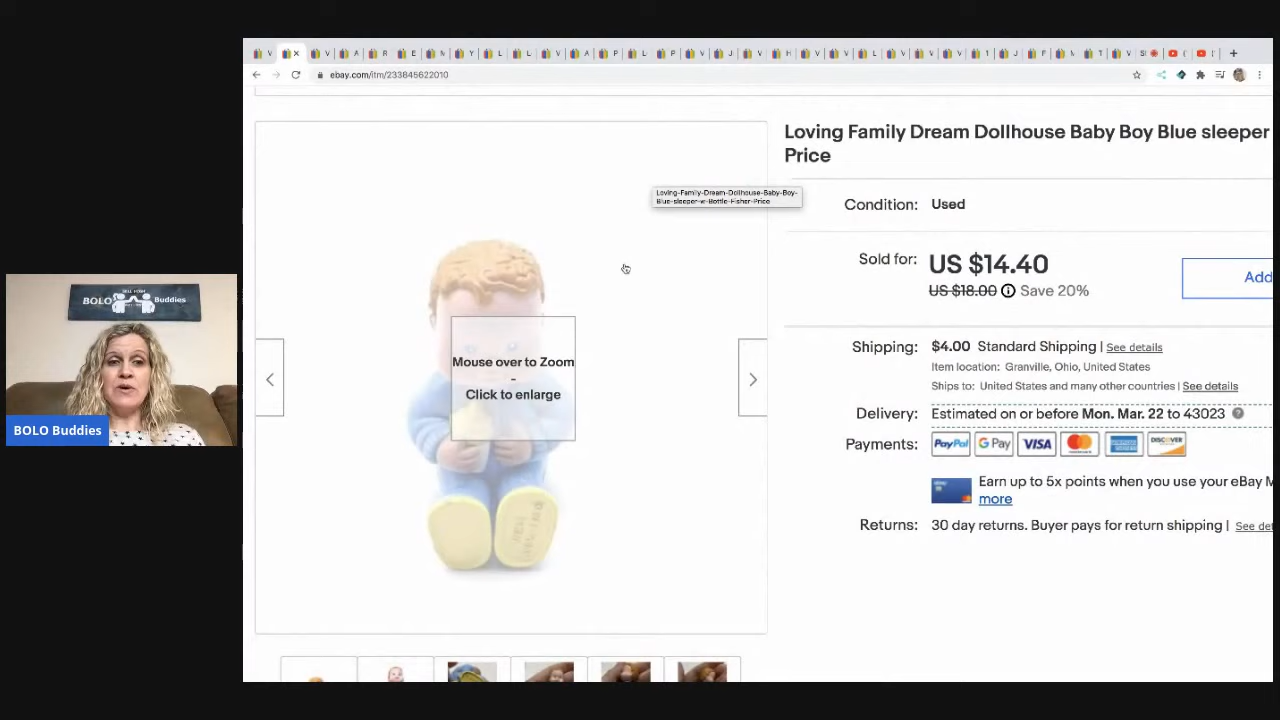 ebay.com/itm/233845622010
Loving Family Dream Dollhouse Baby Boy Blue sleeper
Price
Loving-Family-Dream-Dollhouse-Baby-Boy-
Blue-sleeper-w-Bottle-Fisher-Price
Condition: Used
Sold for: US $14.40
US $18.00 Save 20%
Add
Mouse over to Zoom
-
Click to enlarge
Shipping: $4.00 Standard Shipping | See details
Item location: Granville, Ohio, United States
Ships to: United States and many other countries | See details
Delivery: Estimated on or before Mon. Mar. 22 to 43023
Payments: PayPal G Pay VISA DISCOVER
Earn up to 5x points when you use your eBay M
more
Returns: 30 day returns. Buyer pays for return shipping | See det
BOLO Buddies
BOLO Buddies